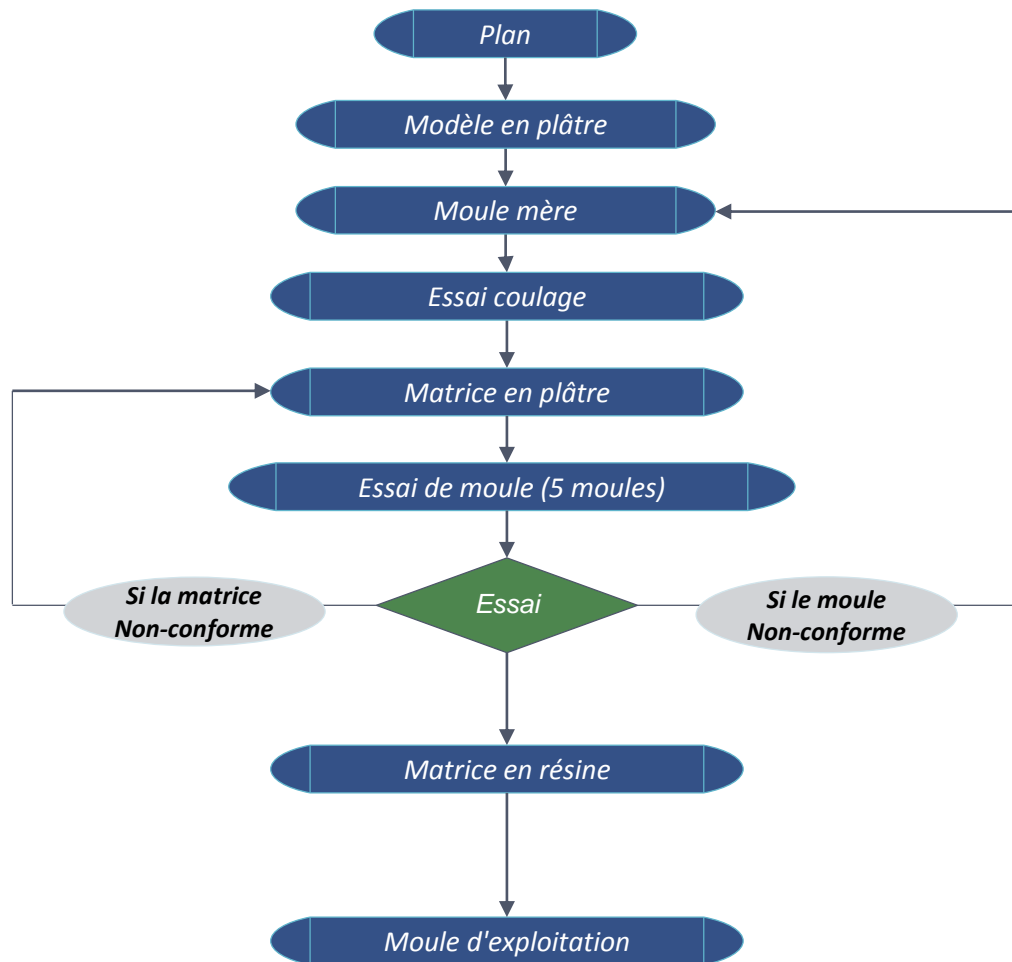 Plan
Modèle en plâtre
Moule mère
Essai coulage
Matrice en plâtre
Essai de moule (5 moules)
Si la matrice
Non-conforme
Essai
Si le moule
Non-conforme
Matrice en résine
Moule d'exploitation